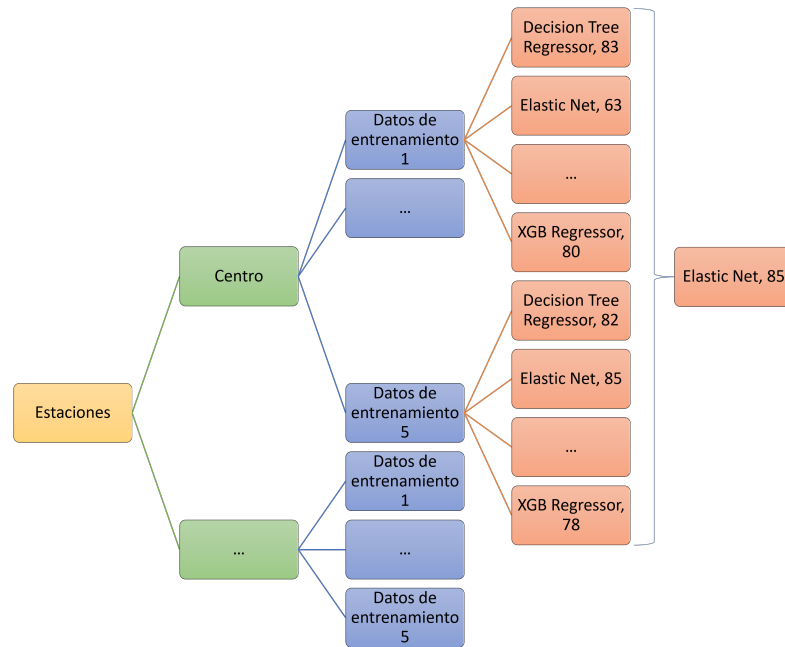 Decision Tree
Regressor, 83
Elastic Net, 63
...
XGB Regressor,
80
Datos de
entrenamiento
1
...
Centro
Decision Tree
Regressor, 82
Elastic Net, 85
...
XGB Regressor,
78
Elastic Net, 85
Datos de
entrenamiento
5
Estaciones
...
Datos de
entrenamiento
1
...
Datos de
entrenamiento
5